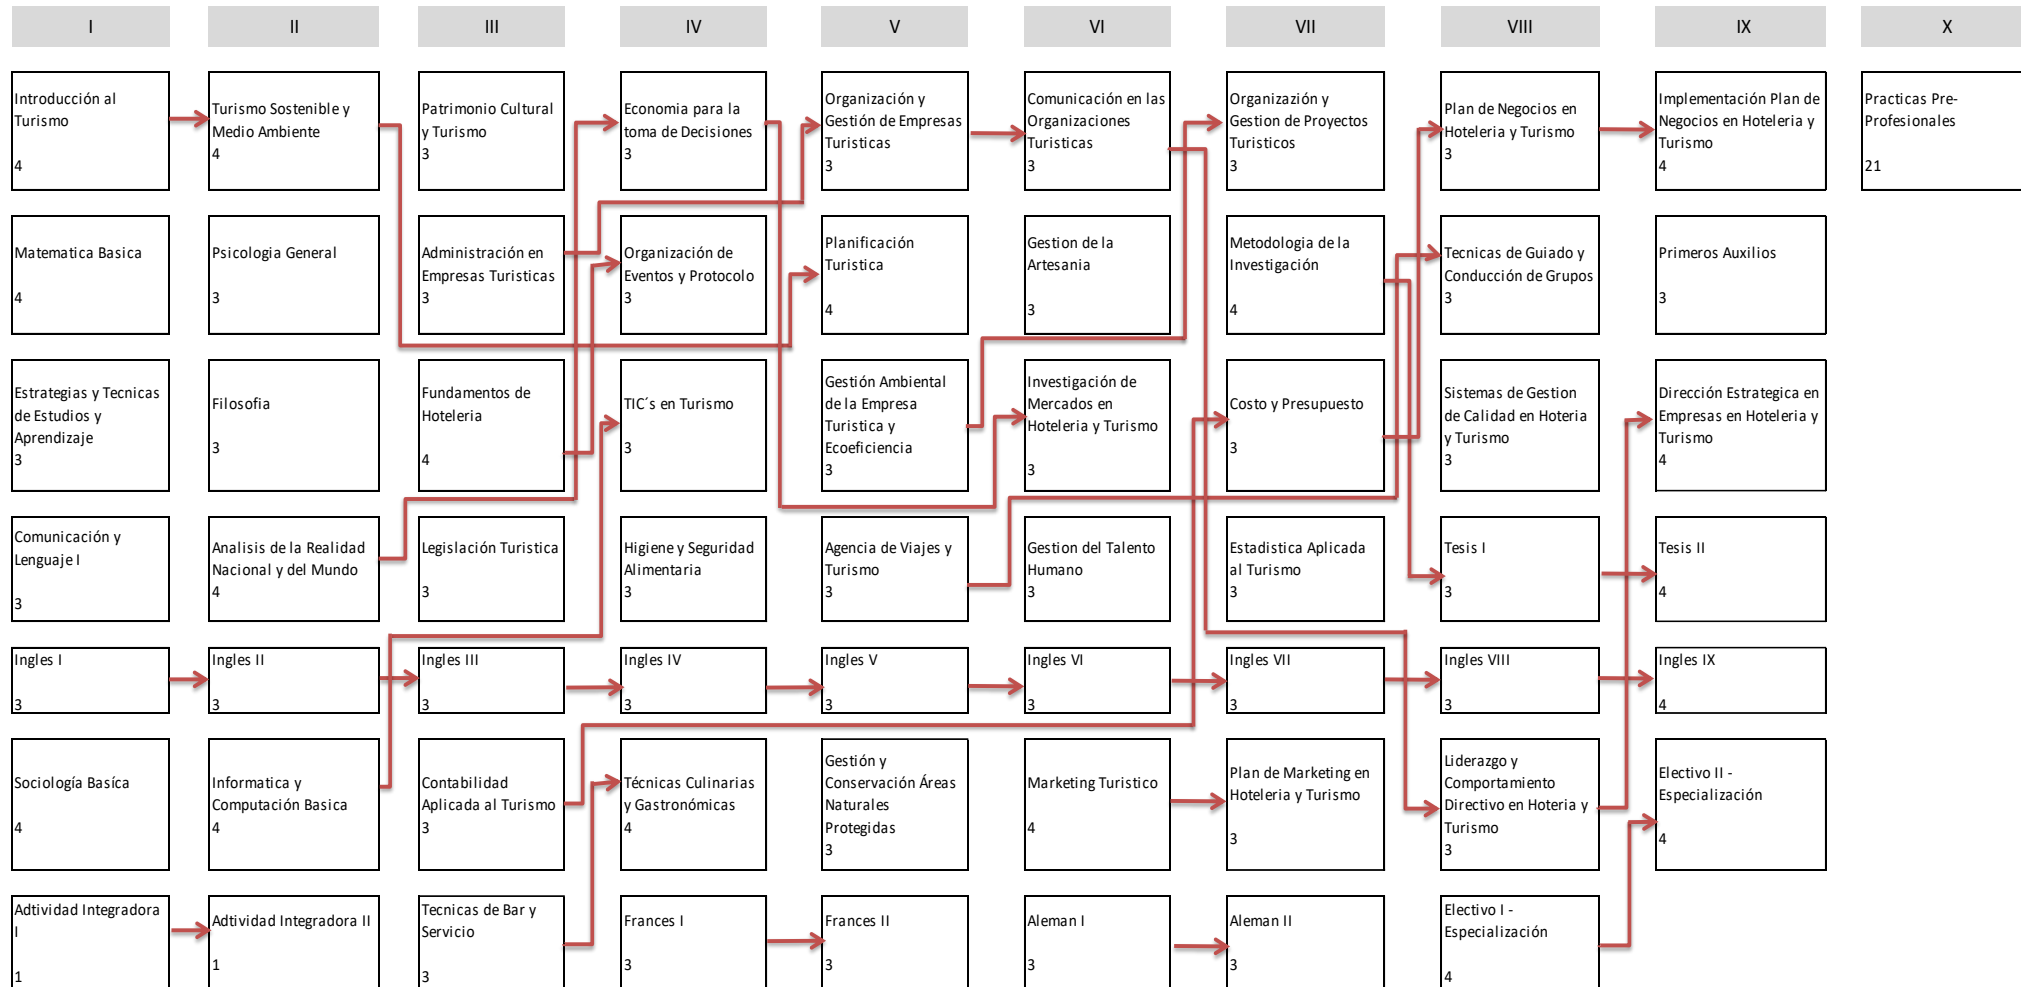 I
II
III
IV
V
VI
VII
VIII
IX
X
Introducción al
Turismo
4
Turismo Sostenible y
Medio Ambiente
4
Patrimonio Cultural
y Turismo
3
Economia para la
toma de Decisiones
3
Organización y
Gestión de Empresas
Turisticas
3
Comunicación en las
Organizaciones
Turisticas
3
Organizazión y
Gestion de Proyectos
Turisticos
3
Plan de Negocios en
Hoteleria y Turismo
3
Implementación Plan de
Negocios en Hoteleria y
Turismo
4
Practicas Pre-
Profesionales
21
Matematica Basica
4
Psicologia General
3
Administración en
Empresas Turisticas
3
Organización de
Eventos y Protocolo
3
Planificación
Turistica
4
Gestion de la
Artesania
3
Metodologia de la
Investigación
4
Tecnicas de Guiado y
Conducción de Grupos
3
Primeros Auxilios
3
Estrategias y Tecnicas
de Estudios y
Aprendizaje
3
Filosofia
3
Fundamentos de
Hoteleria
4
TIC´s en Turismo
3
Gestión Ambiental
de la Empresa
Turistica y
Ecoeficiencia
3
Investigación de
Mercados en
Hoteleria y Turismo
3
Costo y Presupuesto
3
Sistemas de Gestion
de Calidad en Hoteria
y Turismo
3
Dirección Estrategica en
Empresas en Hoteleria y
Turismo
4
Comunicación y
Lenguaje I
3
Analisis de la Realidad
Nacional y del Mundo
4
Legislación Turistica
3
Higiene y Seguridad
Alimentaria
3
Agencia de Viajes y
Turismo
3
Gestion del Talento
Humano
3
Estadistica Aplicada
al Turismo
3
Tesis I
3
Tesis II
4
Ingles I
3
Ingles II
3
Ingles III
3
Ingles IV
3
Ingles V
3
Ingles VI
3
Ingles VII
3
Ingles VIII
3
Ingles IX
4
Sociología Basíca
4
Informatica y
Computación Basica
4
Contabilidad
Aplicada al Turismo
3
Técnicas Culinarias
y Gastronómicas
4
Gestión y
Conservación Áreas
Naturales
Protegidas
3
Marketing Turistico
4
Plan de Marketing en
Hoteleria y Turismo
3
Liderazgo y
Comportamiento
Directivo en Hoteria y
Turismo
3
Electivo II -
Especialización
4
Adtividad Integradora
I
1
Adtividad Integradora II
1
Tecnicas de Bar y
Servicio
3
Frances I
3
Frances II
3
Aleman I
3
Aleman II
3
Electivo I -
Especialización
4